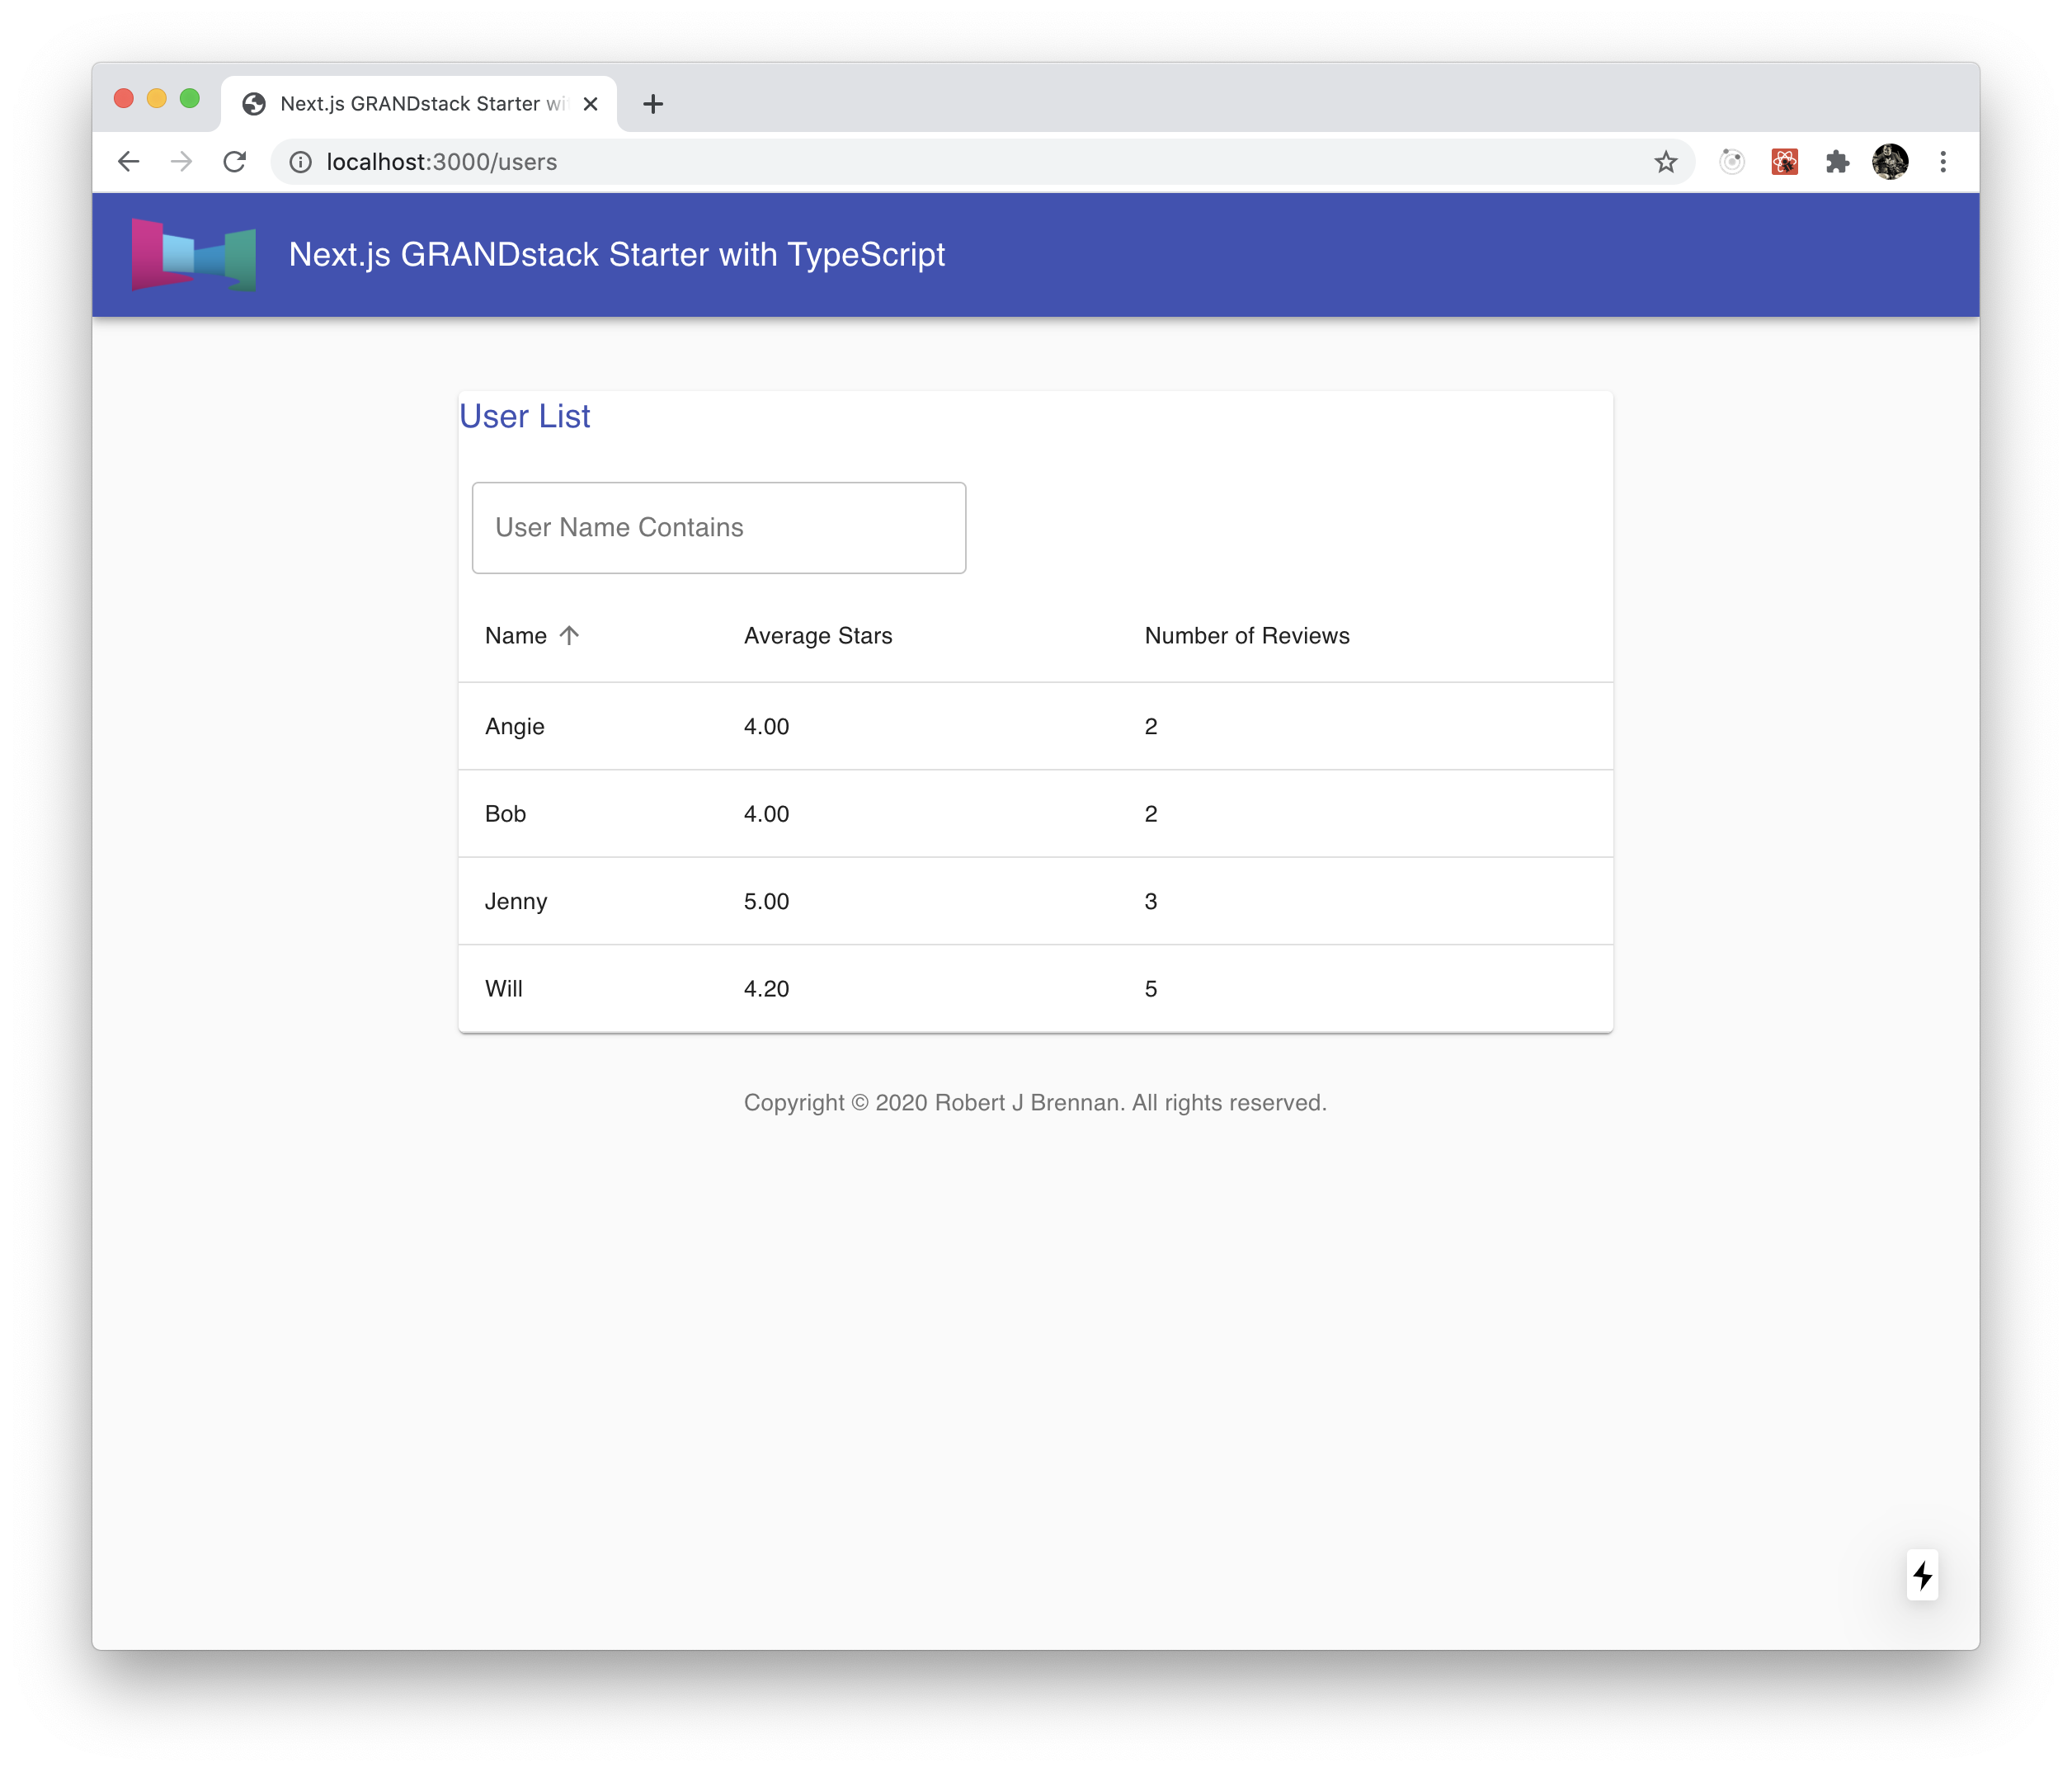 Next.js GRANDstack Starter wi
localhost:3000/users
Next.js GRANDstack Starter with TypeScript
User List
User Name Contains
Name Average Stars Number of Reviews
Angie 4.00 2
Bob 4.00 2
Jenny 5.00 3
Will 4.20 5
Copyright © 2020 Robert J Brennan. All rights reserved.